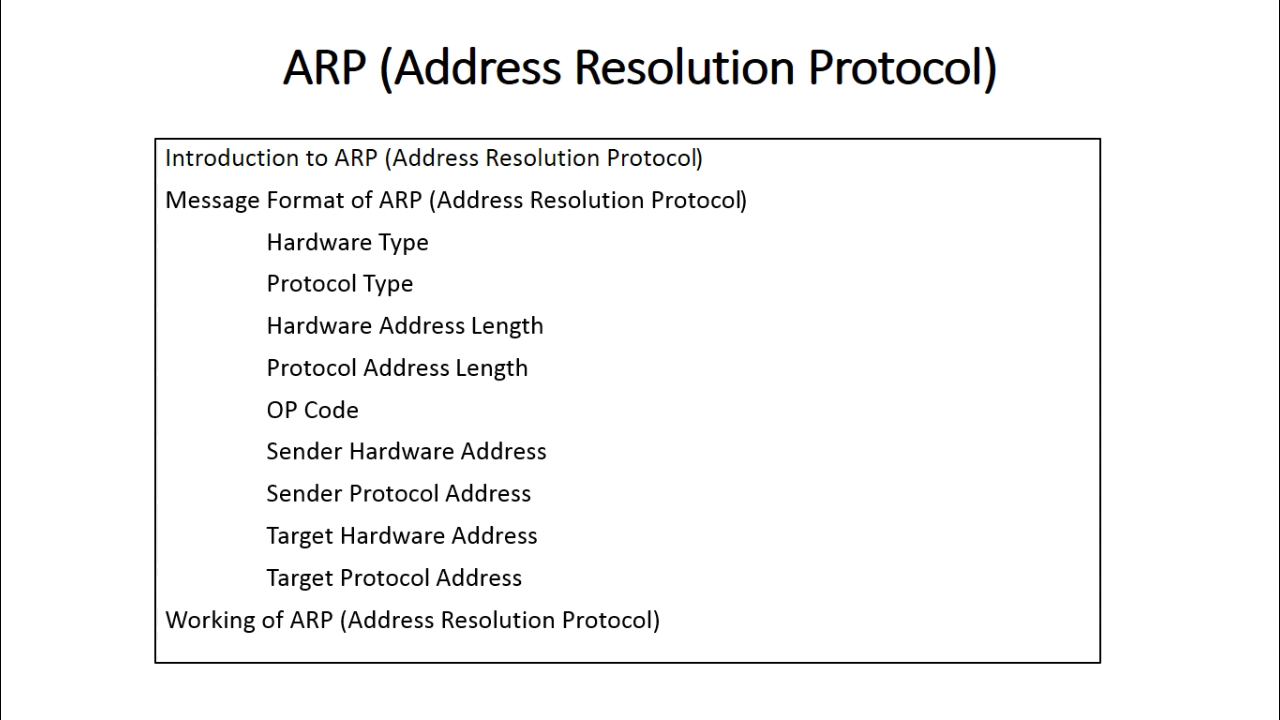 ARP (Address Resolution Protocol)
Introduction to ARP (Address Resolution Protocol)
Message Format of ARP (Address Resolution Protocol)
Hardware Type
Protocol Type
Hardware Address Length
Protocol Address Length
OP Code
Sender Hardware Address
Sender Protocol Address
Target Hardware Address
Target Protocol Address
Working of ARP (Address Resolution Protocol)